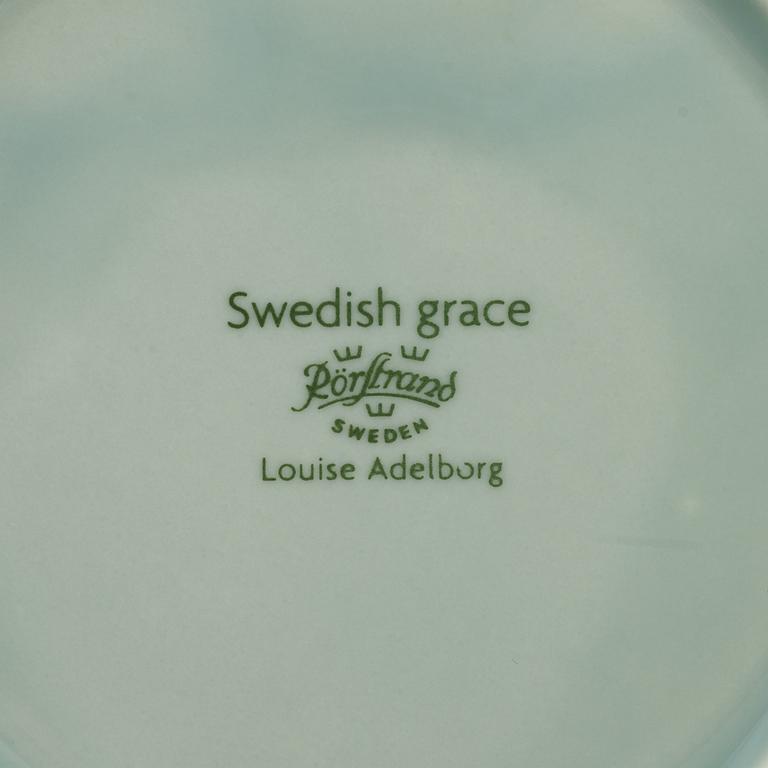 Swedish grace
Rörstrand
SWEDEN
Louise Adelborg